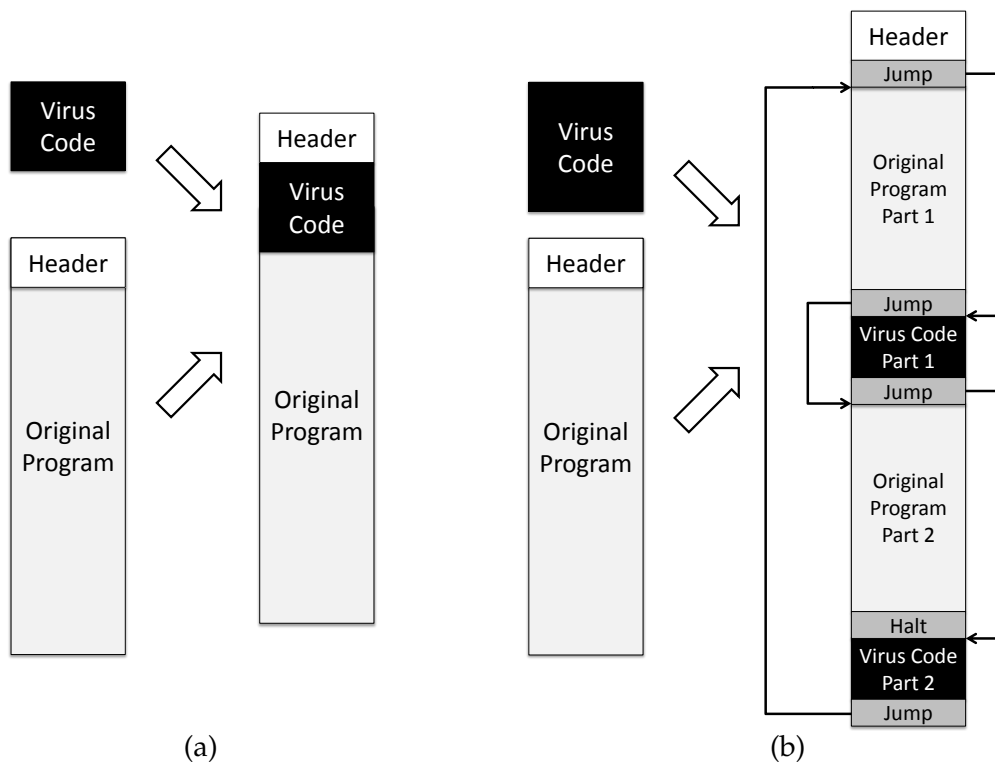 Virus
Code
Header
Original
Program
Header
Virus
Code
Original
Program
(a)
Virus
Code
Header
Original
Program
Header
Jump
Original
Program
Part 1
Jump
Virus Code
Part 1
Jump
Original
Program
Part 2
Halt
Virus Code
Part 2
Jump
(b)